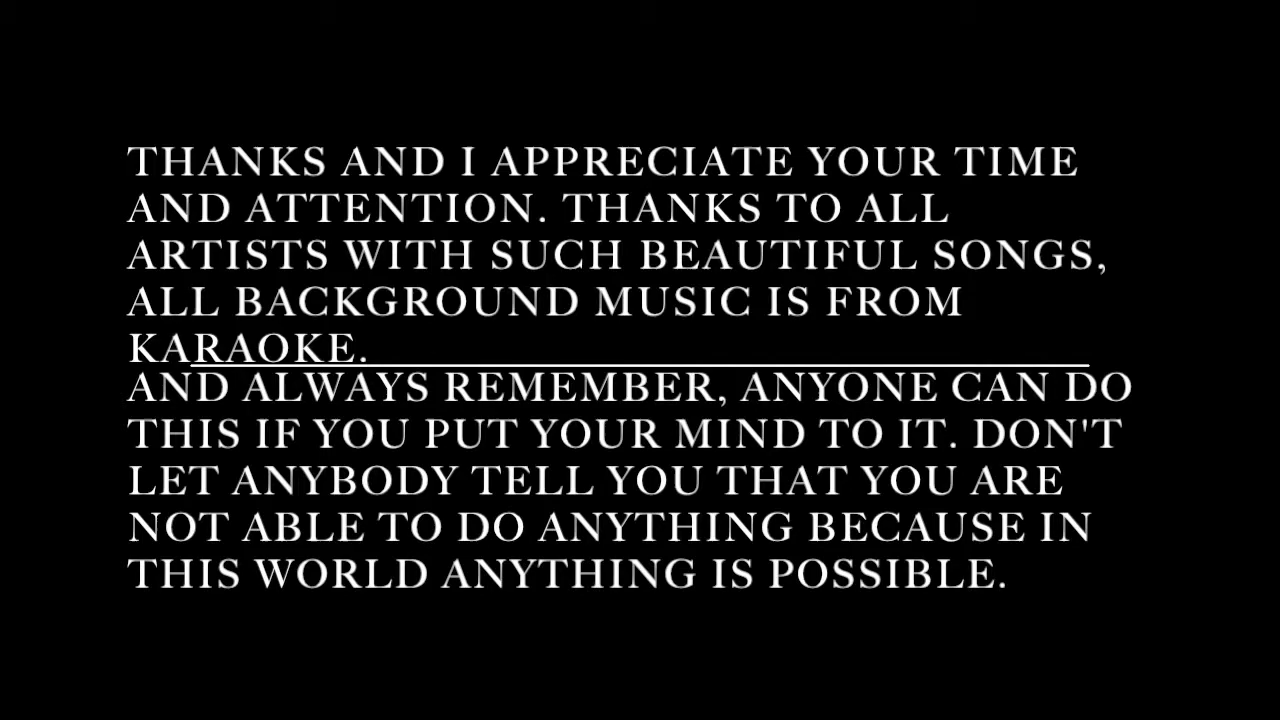 THANKS AND I APPRECIATE YOUR TIME
AND ATTENTION. THANKS TO ALL
ARTISTS WITH SUCH BEAUTIFUL SONGS,
ALL BACKGROUND MUSIC IS FROM
KARAOKE.
AND ALWAYS REMEMBER, ANYONE CAN DO
THIS IF YOU PUT YOUR MIND TO IT. DON'T
LET ANYBODY TELL YOU THAT YOU ARE
NOT ABLE TO DO ANYTHING BECAUSE IN
THIS WORLD ANYTHING IS POSSIBLE.